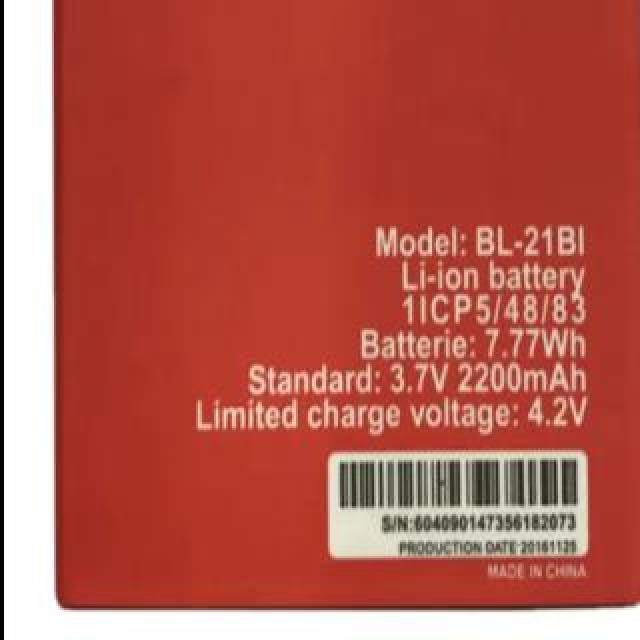 Model: BL-21BI
Li-ion battery
1ICP5/48/83
Batterie: 7.77Wh
Standard: 3.7V 2200mAh
Limited charge voltage: 4.2V
S/N:604090147356182073
PRODUCTION DATE 20161125
MADE IN CHINA